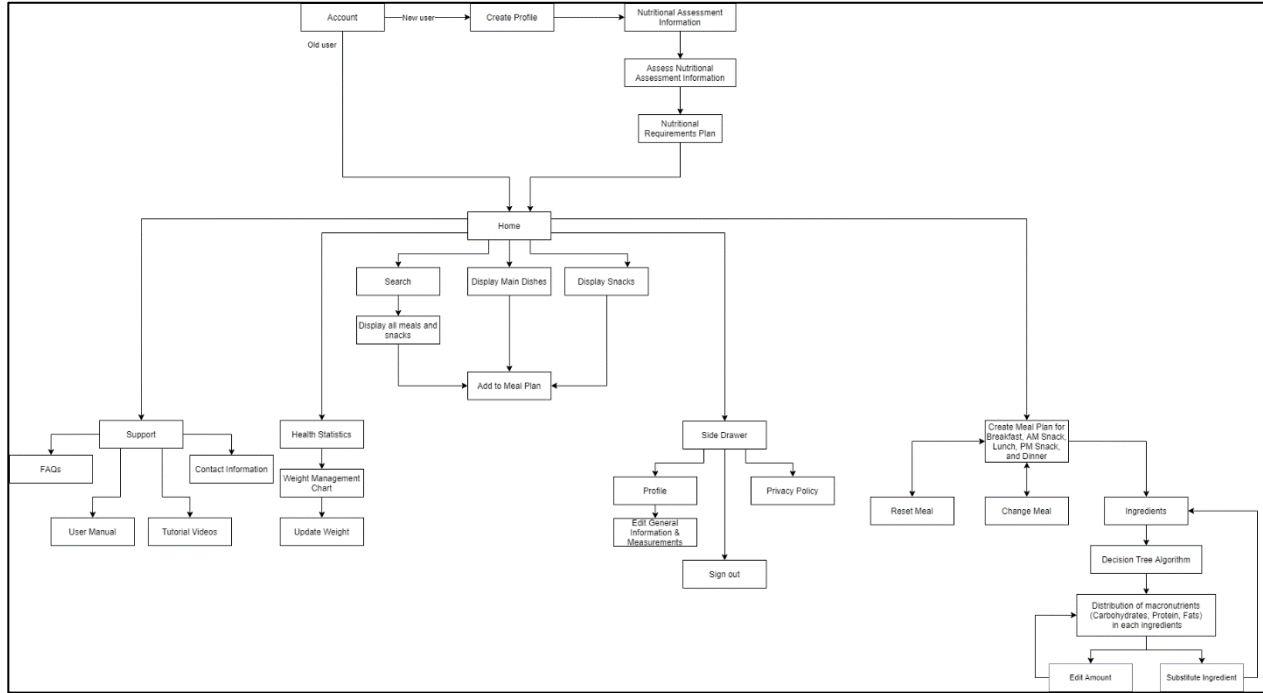 Account
New user
Create Profile
Nutritional Assessment
Information
Old user
Assess Nutritional
Assessment Information
Nutritional
Requirements Plan
Home
Search
Display Main Dishes
Display Snacks
Display all meals and
snacks
Add to Meal Plan
Support
Health Statistics
Side Drawer
Create Meal Plan for
Breakfast, AM Snack,
Lunch, PM Snack,
and Dinner
FAQs
Contact Information
Weight Management
Chart
Profile
Privacy Policy
Reset Meal
Change Meal
Ingredients
User Manual
Tutorial Videos
Update Weight
Edit General
Information &
Measurements
Sign out
Decision Tree Algorithm
Distribution of macronutrients
(Carbohydrates, Protein, Fats)
in each ingredients
Edit Amount
Substitute Ingredient